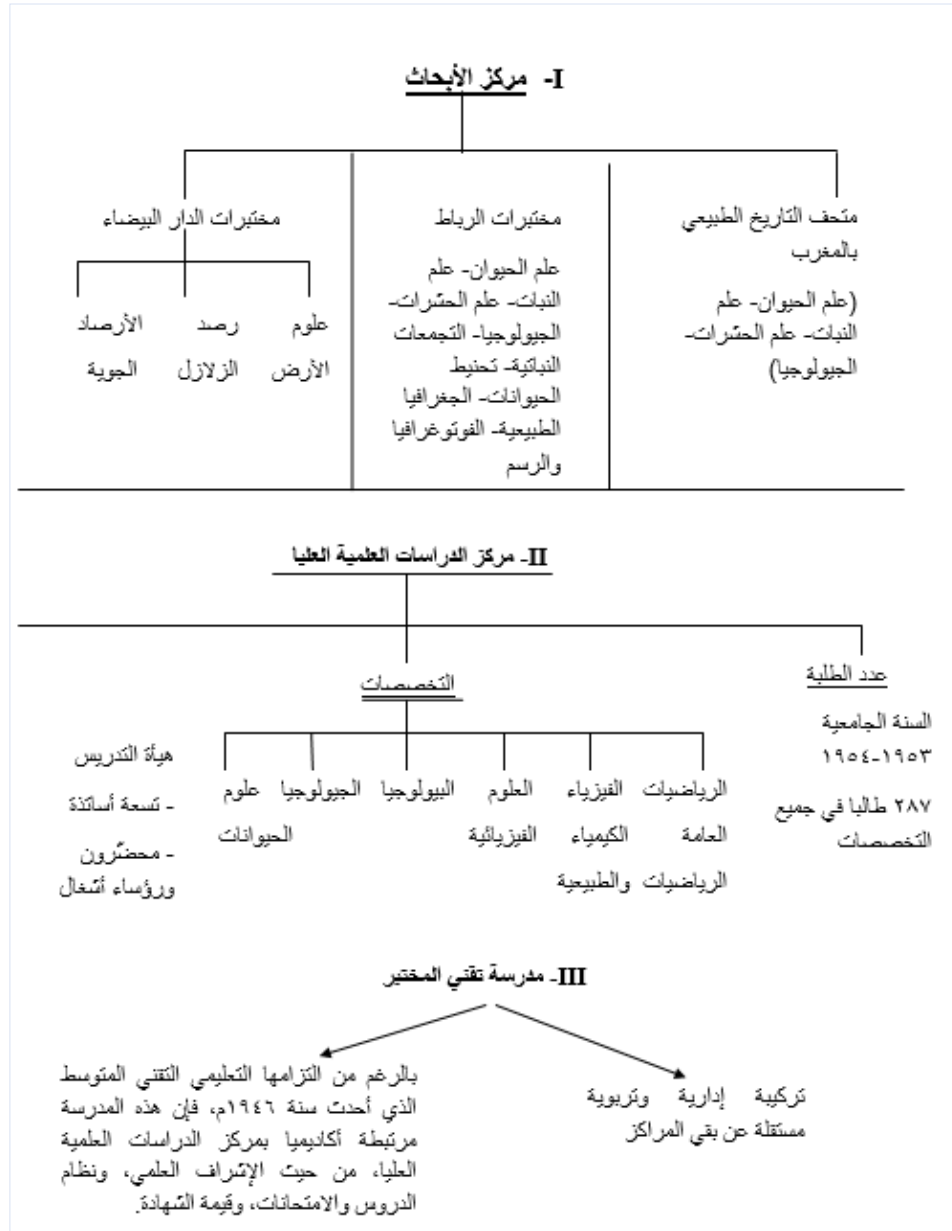 I- مركز الأبحاث
متحف التاريخ الطبيعي
بالمغرب
(علم الحيوان- علم
النبات- علم الحشرات-
الجيولوجيا)
مختبرات الرباط
علم الحيوان- علم
النبات- علم الحشرات-
الجيولوجيا- التجمعات
النباتية- تحنيط
الحيوانات- الجغرافيا
الطبيعية- الفوتوغرافيا
والرسم
مختبرات الدار البيضاء
علوم رصد الأرصاد
الأرض الزلازل الجوية
II- مركز الدراسات العلمية العليا
عدد الطلبة
السنة الجامعية
١٩٥٣-١٩٥٤
٢٨٧ طالبا في جميع
التخصصات
التخصصات
الرياضيات الفيزياء العلوم البيولوجيا الجيولوجيا علوم
العامة الكيمياء الفيزيائية الحيوانات
الرياضيات والطبيعية
هيأة التدريس
- تسعة أساتذة
- محضرون
ورؤساء أشغال
III- مدرسة تقني المختبر
تركيبة إدارية وتربوية
مستقلة عن بقي المراكز
بالرغم من التزامها التعليمي التقني المتوسط
الذي أحدث سنة ١٩٤٦م، فإن هذه المدرسة
مرتبطة أكاديميا بمركز الدراسات العلمية
العليا، من حيث الإشراف العلمي، ونظام
الدروس والامتحانات، وقيمة الشهادة.